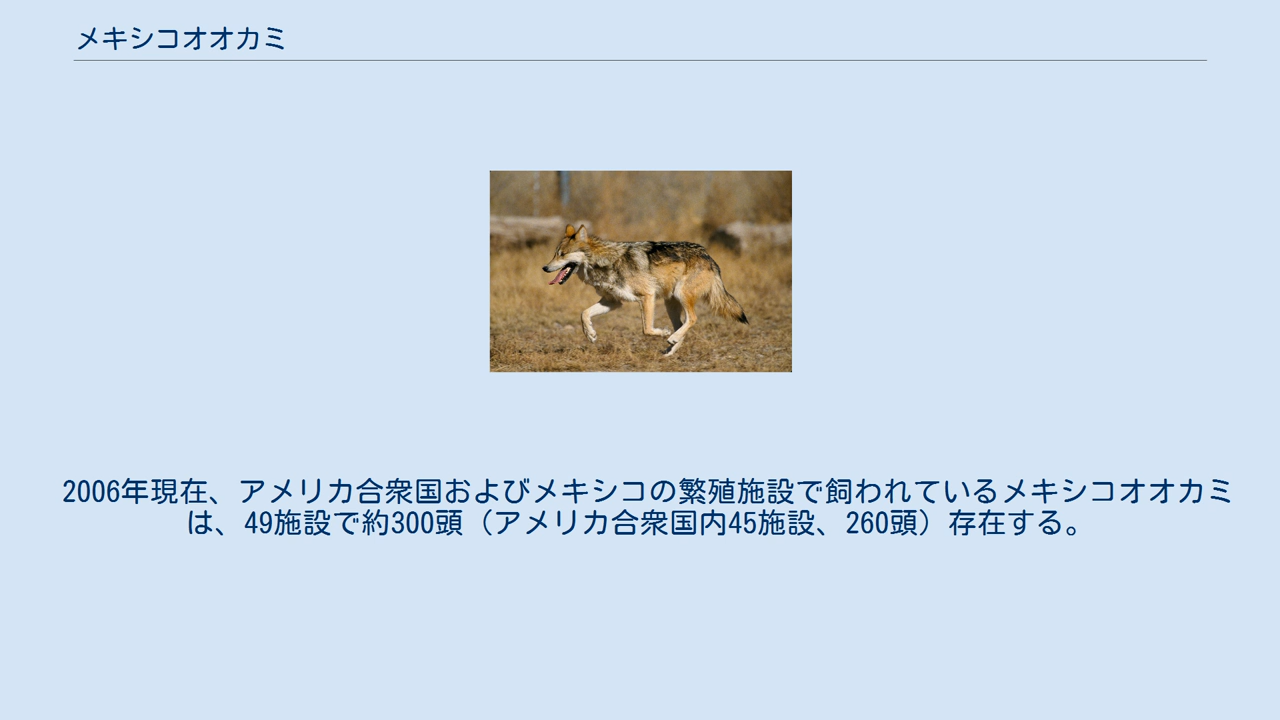 メキシコオオカミ
2006年現在、アメリカ合衆国およびメキシコの繁殖施設で飼われているメキシコオオカミ
は、49施設で約300頭（アメリカ合衆国内45施設、260頭）存在する。